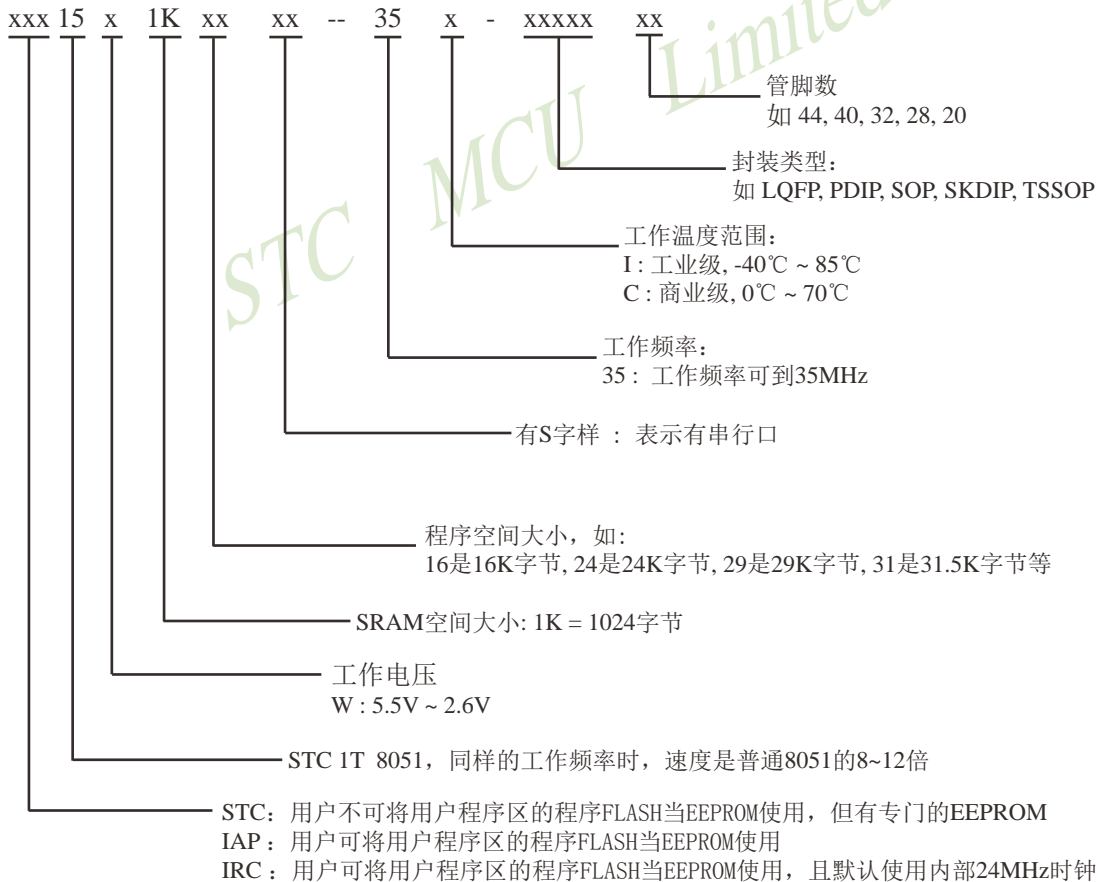 xxx 15 x 1K xx xx -- 35 x - xxxxx xx
管脚数
如 44, 40, 32, 28, 20
封装类型：
如 LQFP, PDIP, SOP, SKDIP, TSSOP
工作温度范围：
I : 工业级, -40℃ ~ 85℃
C : 商业级, 0℃ ~ 70℃
工作频率：
35 : 工作频率可到35MHz
有S字样 : 表示有串行口
程序空间大小，如:
16是16K字节, 24是24K字节, 29是29K字节, 31是31.5K字节等
SRAM空间大小: 1K = 1024字节
工作电压
W : 5.5V ~ 2.6V
STC 1T 8051，同样的工作频率时，速度是普通8051的8~12倍
STC：用户不可将用户程序区的程序FLASH当EEPROM使用，但有专门的EEPROM
IAP：用户可将用户程序区的程序FLASH当EEPROM使用
IRC：用户可将用户程序区的程序FLASH当EEPROM使用，且默认使用内部24MHz时钟
STC MCU Limited